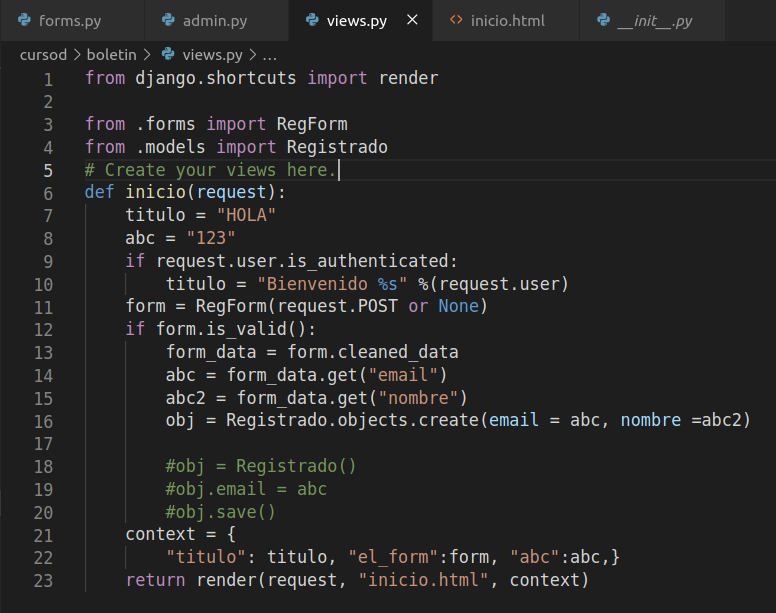 forms.py admin.py views.py × inicio.html __init__.py
cursod > boletin > views.py > ...
1 from django.shortcuts import render
2
3 from .forms import RegForm
4 from .models import Registrado
5 # Create your views here.
6 def inicio(request):
7     titulo = "HOLA"
8     abc = "123"
9     if request.user.is_authenticated:
10         titulo = "Bienvenido %s" %(request.user)
11     form = RegForm(request.POST or None)
12     if form.is_valid():
13         form_data = form.cleaned_data
14         abc = form_data.get("email")
15         abc2 = form_data.get("nombre")
16         obj = Registrado.objects.create(email = abc, nombre =abc2)
17
18         #obj = Registrado()
19         #obj.email = abc
20         #obj.save()
21     context = {
22         "titulo": titulo, "el_form":form, "abc":abc,}
23     return render(request, "inicio.html", context)